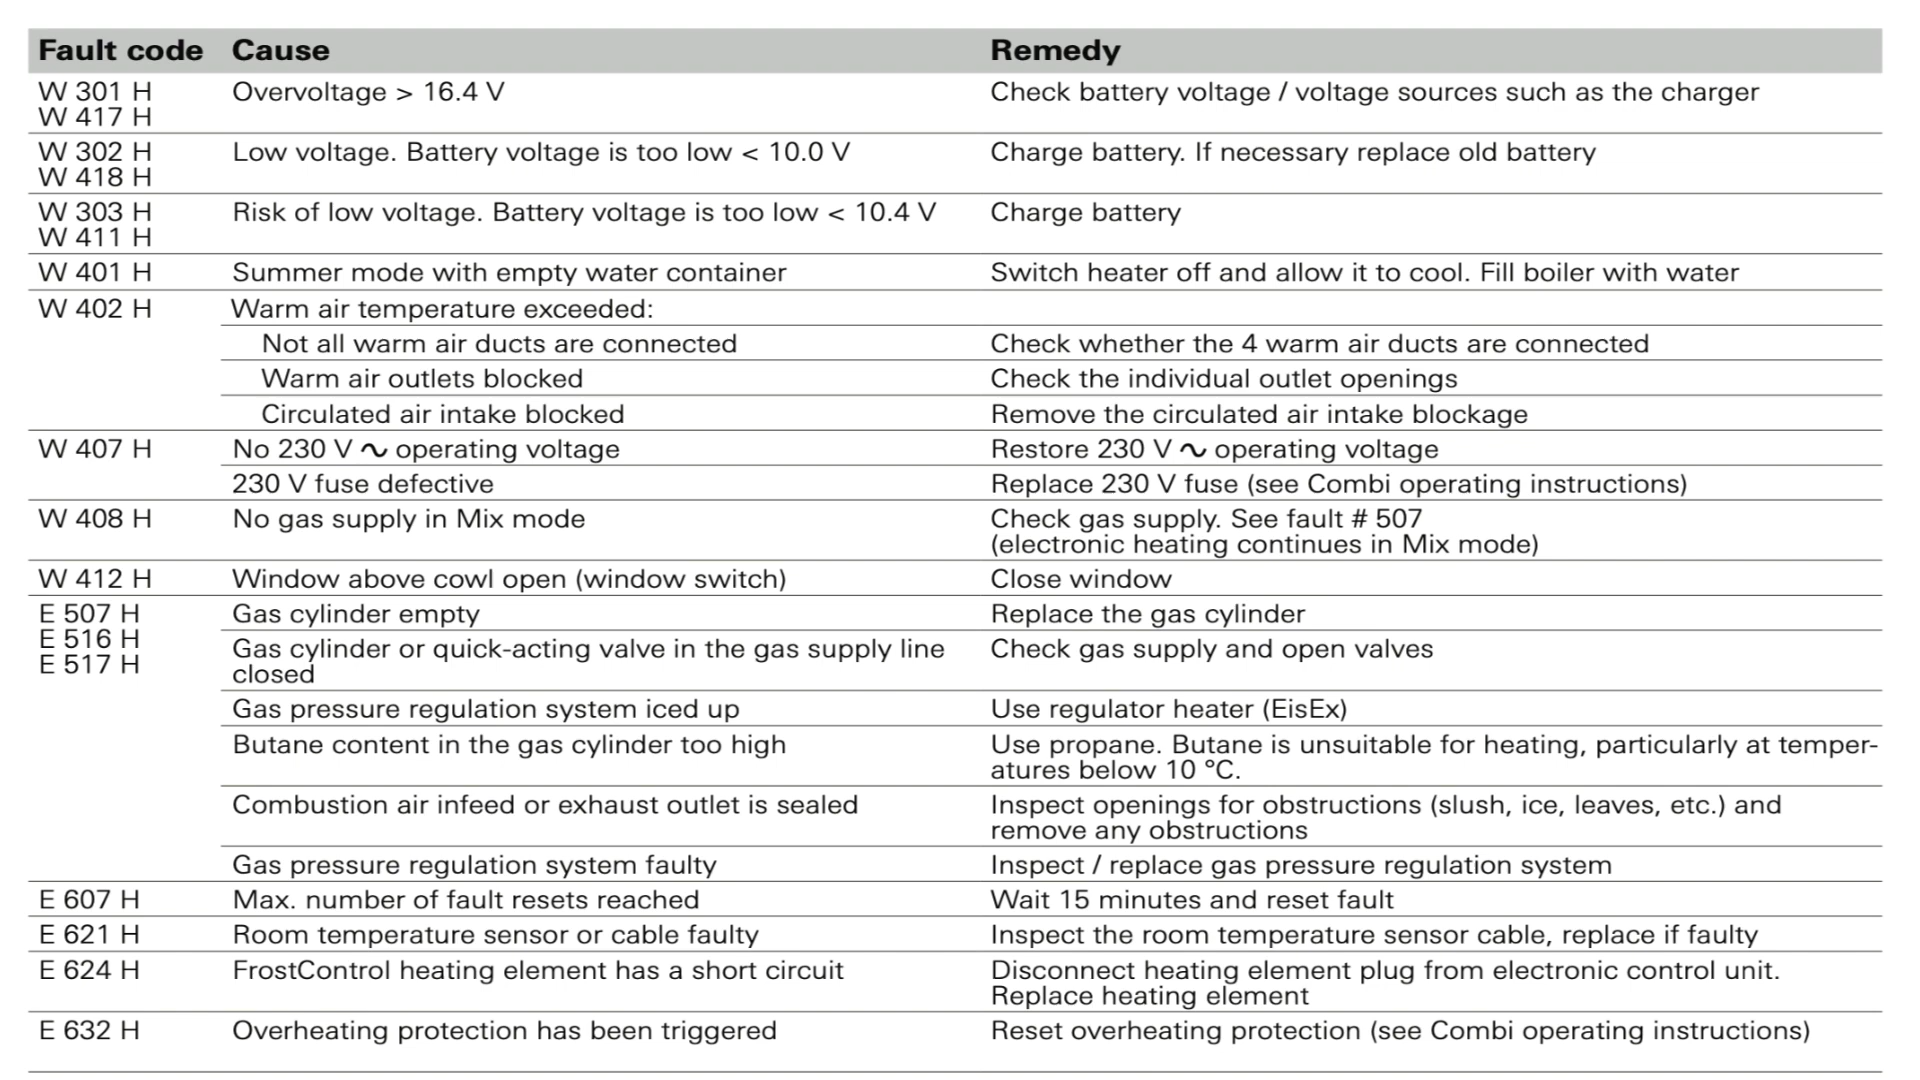 Fault code Cause Remedy
W 301 H Overvoltage > 16.4 V Check battery voltage / voltage sources such as the charger
W 417 H
W 302 H Low voltage. Battery voltage is too low < 10.0 V Charge battery. If necessary replace old battery
W 418 H
W 303 H Risk of low voltage. Battery voltage is too low < 10.4 V Charge battery
W 411 H
W 401 H Summer mode with empty water container Switch heater off and allow it to cool. Fill boiler with water
W 402 H Warm air temperature exceeded:
Not all warm air ducts are connected Check whether the 4 warm air ducts are connected
Warm air outlets blocked Check the individual outlet openings
Circulated air intake blocked Remove the circulated air intake blockage
W 407 H No 230 V ∿ operating voltage Restore 230 V ∿ operating voltage
230 V fuse defective Replace 230 V fuse (see Combi operating instructions)
W 408 H No gas supply in Mix mode Check gas supply. See fault # 507
(electronic heating continues in Mix mode)
W 412 H Window above cowl open (window switch) Close window
E 507 H Gas cylinder empty Replace the gas cylinder
E 516 H
E 517 H
Gas cylinder or quick-acting valve in the gas supply line Check gas supply and open valves
closed
Gas pressure regulation system iced up Use regulator heater (EisEx)
Butane content in the gas cylinder too high Use propane. Butane is unsuitable for heating, particularly at temper-
atures below 10 °C.
Combustion air infeed or exhaust outlet is sealed Inspect openings for obstructions (slush, ice, leaves, etc.) and
remove any obstructions
Gas pressure regulation system faulty Inspect / replace gas pressure regulation system
E 607 H Max. number of fault resets reached Wait 15 minutes and reset fault
E 621 H Room temperature sensor or cable faulty Inspect the room temperature sensor cable, replace if faulty
E 624 H FrostControl heating element has a short circuit Disconnect heating element plug from electronic control unit.
Replace heating element
E 632 H Overheating protection has been triggered Reset overheating protection (see Combi operating instructions)